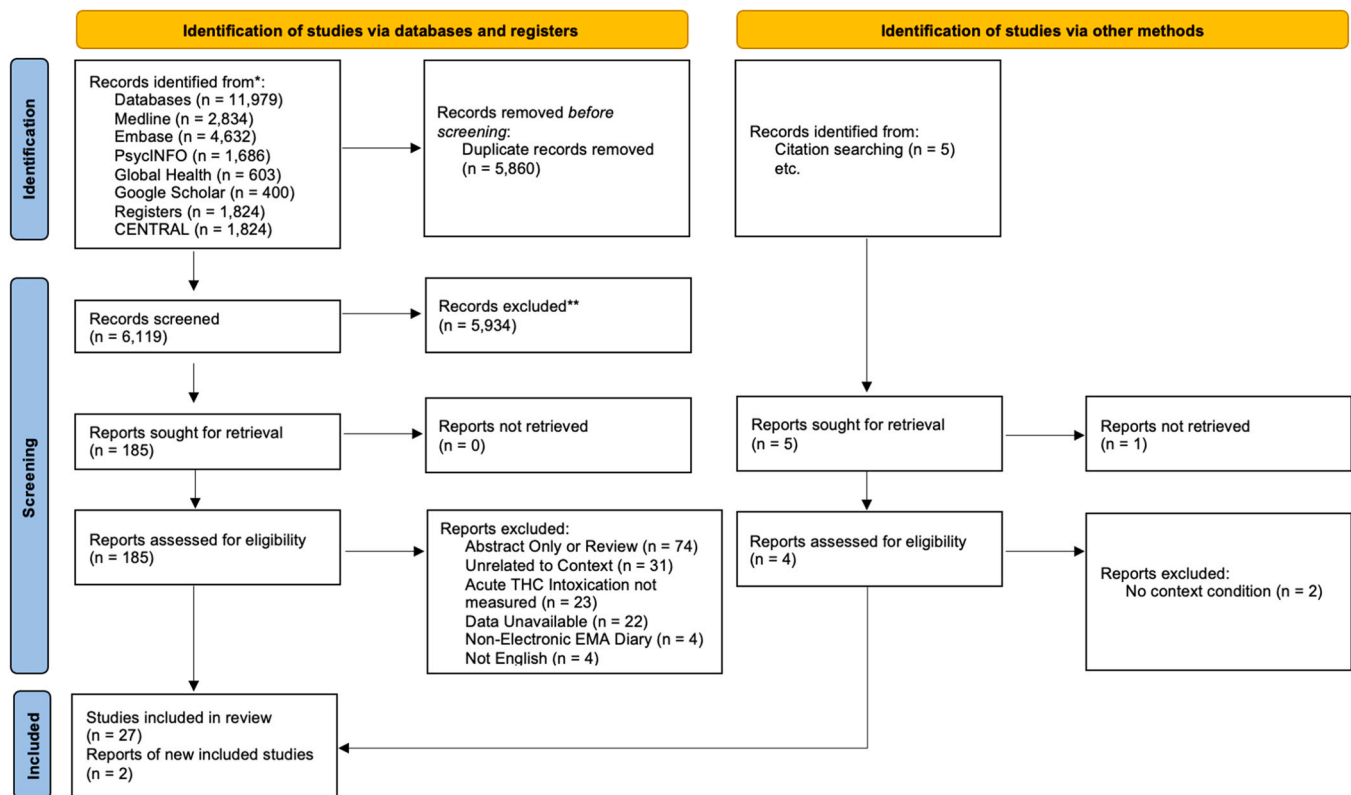 Identification of studies via databases and registers
Identification of studies via other methods
Identification
Records identified from*:
Databases (n = 11,979)
Medline (n = 2,834)
Embase (n = 4,632)
PsycINFO (n = 1,686)
Global Health (n = 603)
Google Scholar (n = 400)
Registers (n = 1,824)
CENTRAL (n = 1,824)
Records removed before
screening:
Duplicate records removed
(n = 5,860)
Records identified from:
Citation searching (n = 5)
etc.
Screening
Records screened
(n = 6,119)
Records excluded**
(n = 5,934)
Reports sought for retrieval
(n = 185)
Reports not retrieved
(n = 0)
Reports sought for retrieval
(n = 5)
Reports not retrieved
(n = 1)
Reports assessed for eligibility
(n = 185)
Reports excluded:
Abstract Only or Review (n = 74)
Unrelated to Context (n = 31)
Acute THC Intoxication not
measured (n = 23)
Data Unavailable (n = 22)
Non-Electronic EMA Diary (n = 4)
Not English (n = 4)
Reports assessed for eligibility
(n = 4)
Reports excluded:
No context condition (n = 2)
Included
Studies included in review
(n = 27)
Reports of new included studies
(n = 2)